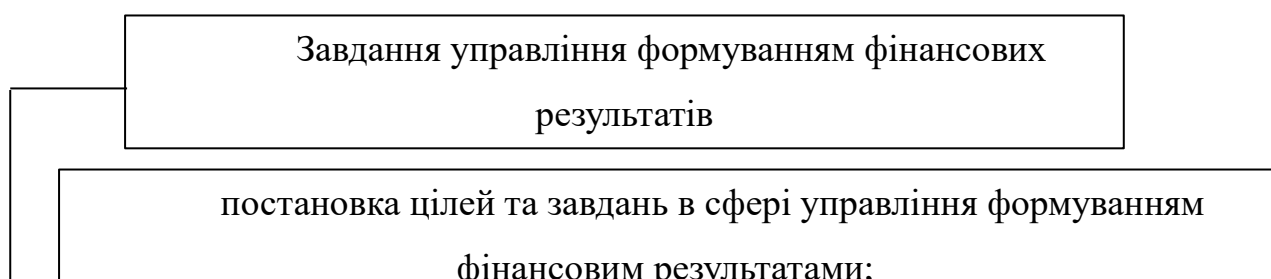 Завдання управління формуванням фінансових
результатів
постановка цілей та завдань в сфері управління формуванням
фінансовим результатами;